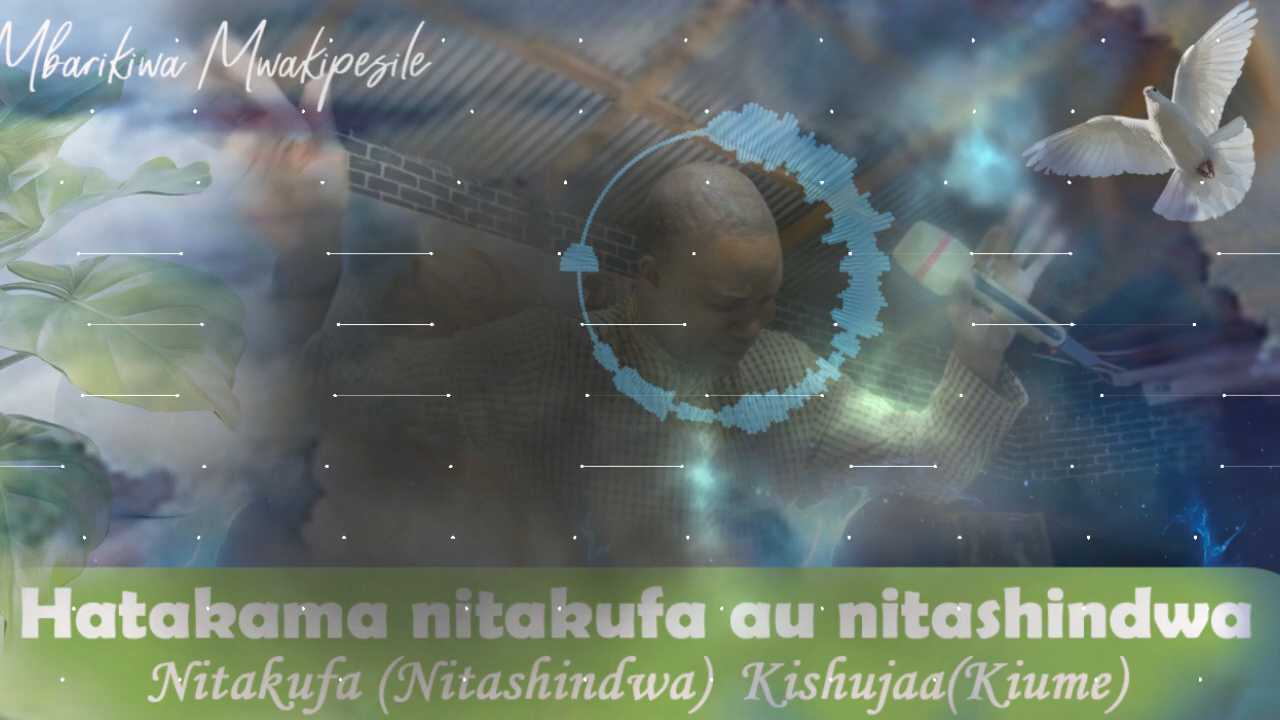 Mbarikiwa Mwakipesile
Hatakama nitakufa au nitashindwa
Nitakufa (Nitashindwa) Kishujaa(Kiume)